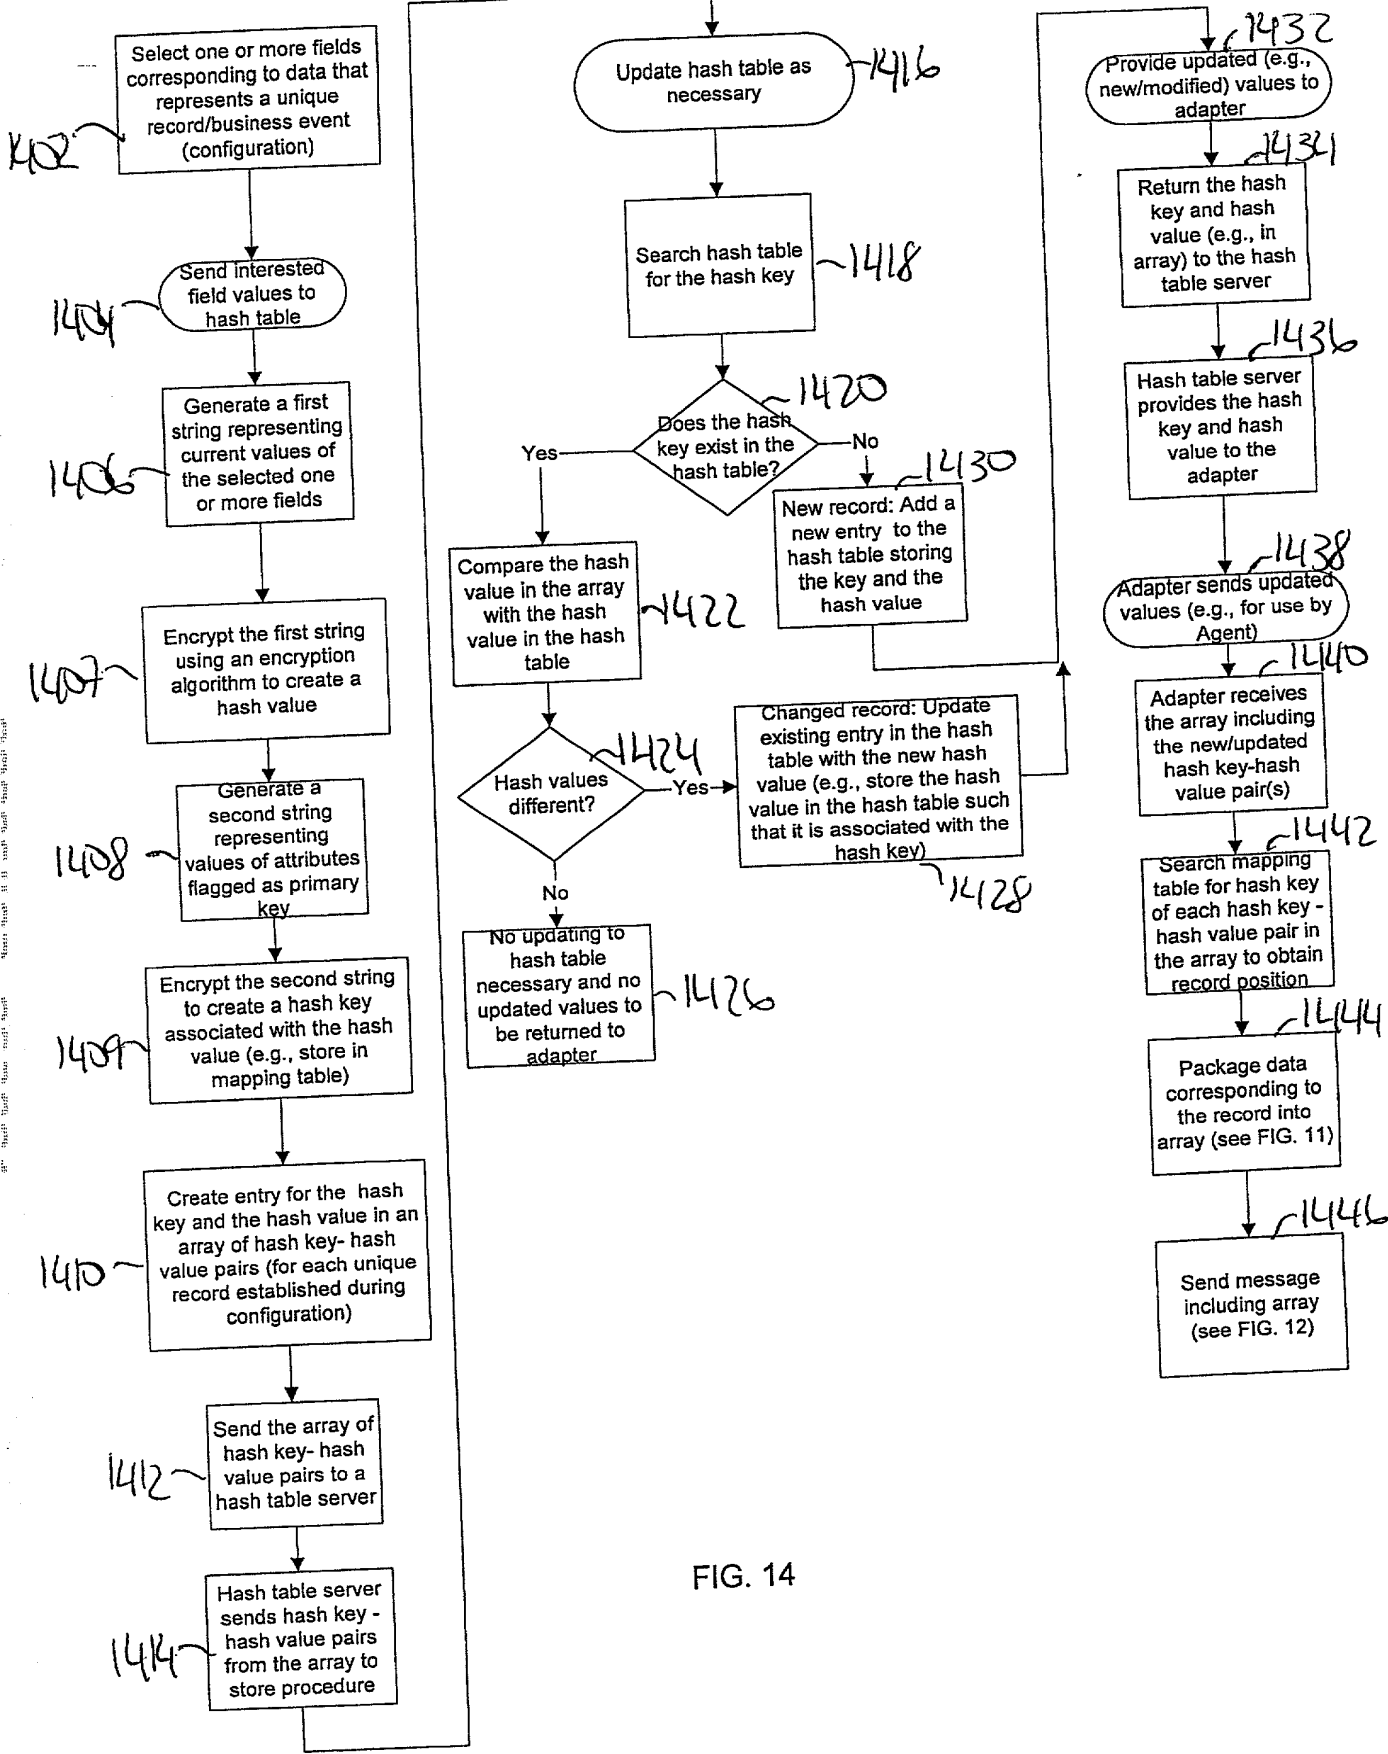 Select one or more fields
corresponding to data that
represents a unique
record/business event
(configuration)
1402
Send interested
field values to
hash table
1404
Generate a first
string representing
current values of
the selected one
or more fields
1406
Encrypt the first string
using an encryption
algorithm to create a
hash value
1407
Generate a
second string
representing
values of attributes
flagged as primary
key
1408
Encrypt the second string
to create a hash key
associated with the hash
value (e.g., store in
mapping table)
1409
Create entry for the hash
key and the hash value in an
array of hash key- hash
value pairs (for each unique
record established during
configuration)
1410
Send the array of
hash key- hash
value pairs to a
hash table server
1412
Hash table server
sends hash key -
hash value pairs
from the array to
store procedure
1414
Update hash table as
necessary
1416
Search hash table
for the hash key
1418
Does the hash
key exist in the
hash table?
1420
Yes
No
1430
New record: Add a
new entry to the
hash table storing
the key and the
hash value
Compare the hash
value in the array
with the hash
value in the hash
table
1422
Hash values
different?
1424
Yes
Changed record: Update
existing entry in the hash
table with the new hash
value (e.g., store the hash
value in the hash table such
that it is associated with the
hash key)
1428
No
No updating to
hash table
necessary and no
updated values to
be returned to
adapter
1426
1432
Provide updated (e.g.,
new/modified) values to
adapter
1434
Return the hash
key and hash
value (e.g., in
array) to the hash
table server
1436
Hash table server
provides the hash
key and hash
value to the
adapter
1438
Adapter sends updated
values (e.g., for use by
Agent)
1440
Adapter receives
the array including
the new/updated
hash key-hash
value pair(s)
1442
Search mapping
table for hash key
of each hash key -
hash value pair in
the array to obtain
record position
1444
Package data
corresponding to
the record into
array (see FIG. 11)
1446
Send message
including array
(see FIG. 12)
FIG. 14